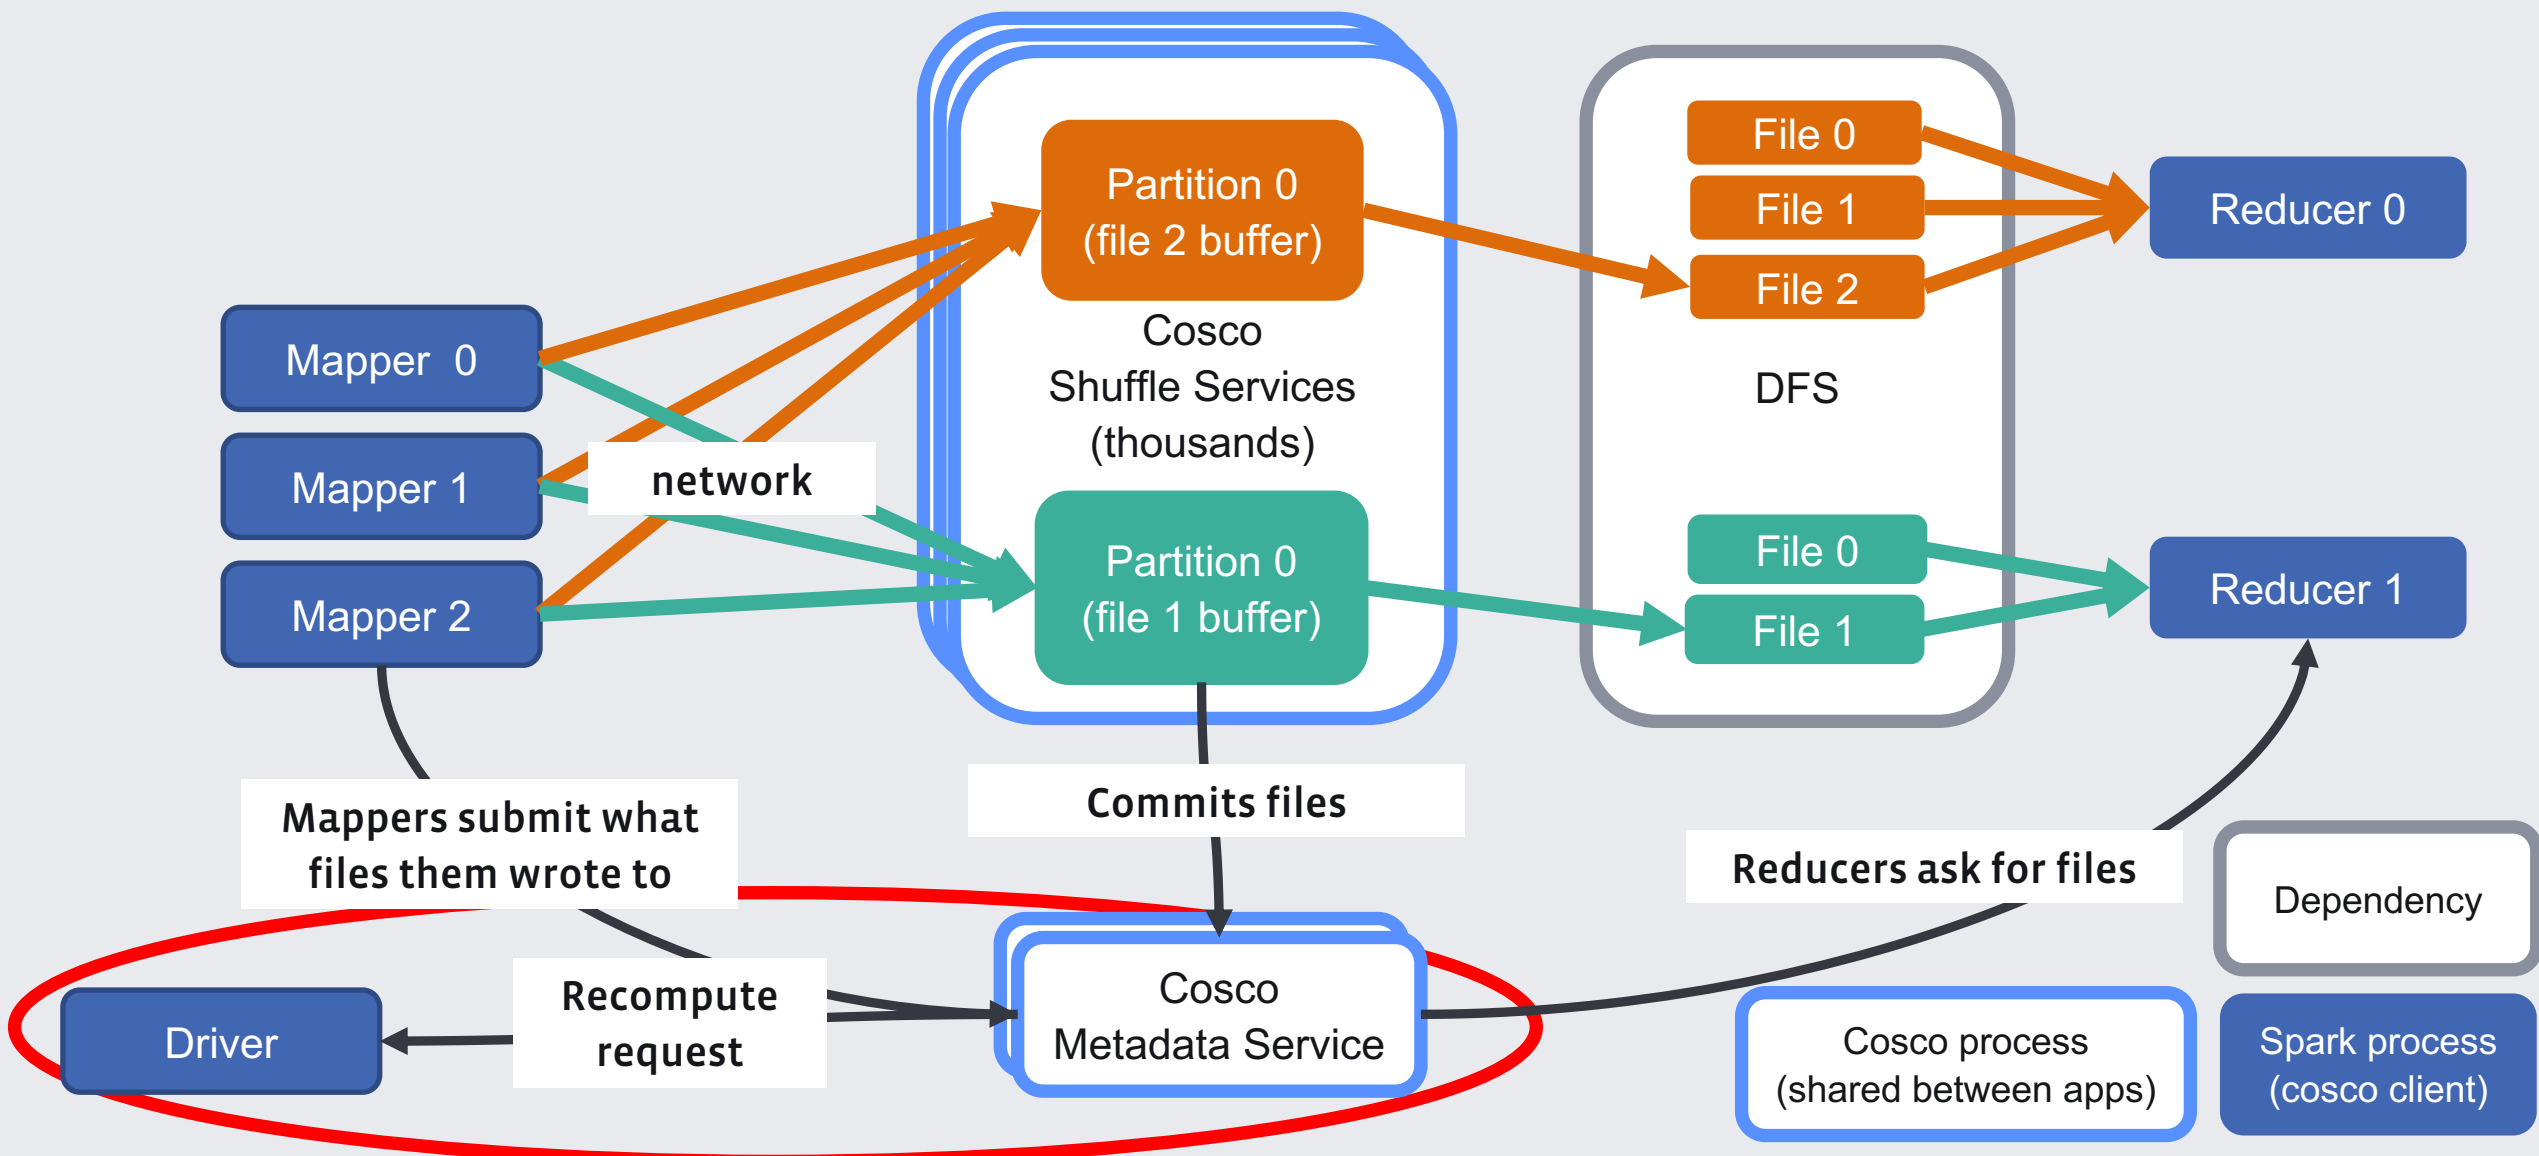 Mapper 0
Mapper 1
Mapper 2
network
Partition 0
(file 2 buffer)
Cosco
Shuffle Services
(thousands)
Partition 0
(file 1 buffer)
File 0
File 1
File 2
DFS
File 0
File 1
Reducer 0
Reducer 1
Mappers submit what
files them wrote to
Commits files
Reducers ask for files
Driver
Recompute
request
Cosco
Metadata Service
Dependency
Cosco process
(shared between apps)
Spark process
(cosco client)